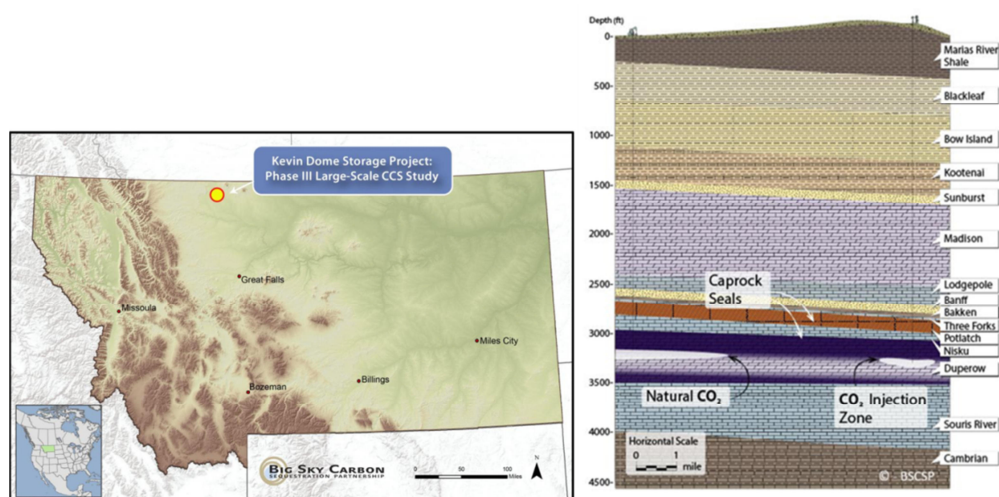 Kevin Dome Storage Project:
Phase III Large-Scale CCS Study
Great Falls
Missoula
Miles City
Bozeman
Billings
BIG SKY CARBON
SEQUESTRATION PARTNERSHIP
0 50 100
Miles
N
Depth (ft)
0
500
1000
1500
2000
2500
3000
3500
4000
4500
Marias River
Shale
Blackleaf
Bow Island
Kootenai
Sunburst
Madison
Lodgepole
Banff
Bakken
Three Forks
Potlatch
Nisku
Duperow
Souris River
Cambrian
Caprock
Seals
Natural CO₂
CO₂ Injection
Zone
Horizontal Scale
0 1
mile
© - BSCSP